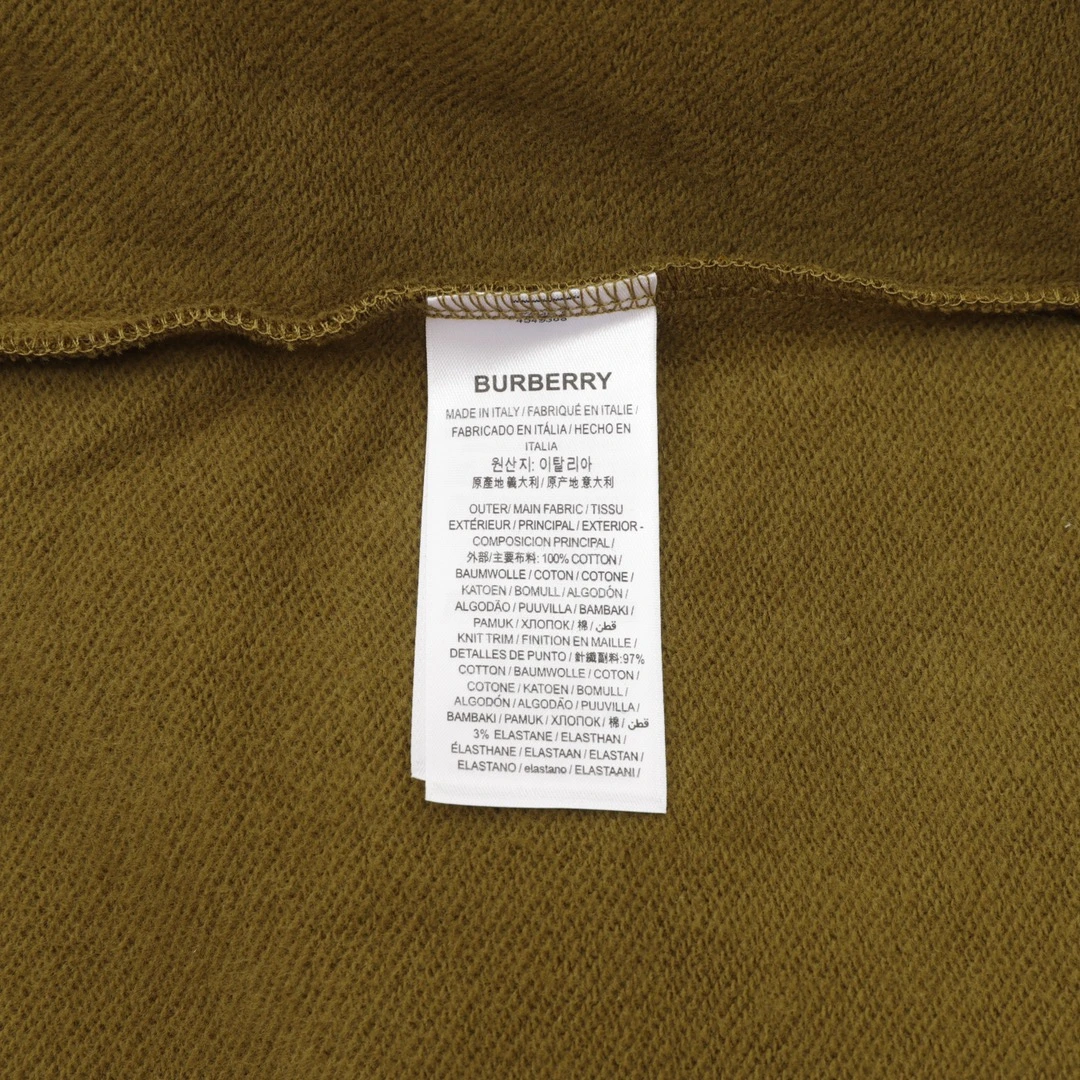 BURBERRY
MADE IN ITALY / FABRIQUÉ EN ITALIE /
FABRICADO EN ITÁLIA / HECHO EN
ITALIA
원산지: 이탈리아
原產地義大利 / 原产地意大利
OUTER/ MAIN FABRIC / TISSU
EXTÉRIEUR / PRINCIPAL / EXTERIOR -
COMPOSICION PRINCIPAL /
外部/主要布料: 100% COTTON /
BAUMWOLLE / COTON / COTONE /
KATOEN / BOMULL / ALGODÓN /
ALGODÃO / PUUVILLA / BAMBAKI /
PAMUK / ХЛОПОК / 棉 / قطن
KNIT TRIM / FINITION EN MAILLE /
DETALLES DE PUNTO / 針織副料:97%
COTTON / BAUMWOLLE / COTON /
COTONE / KATOEN / BOMULL /
ALGODÓN / ALGODÃO / PUUVILLA /
BAMBAKI / PAMUK / ХЛОПОК / 棉 / قطن
3% ELASTANE / ELASTHAN /
ÉLASTHANE / ELASTAAN / ELASTAN /
ELASTANO / elastano / ELASTAANI /